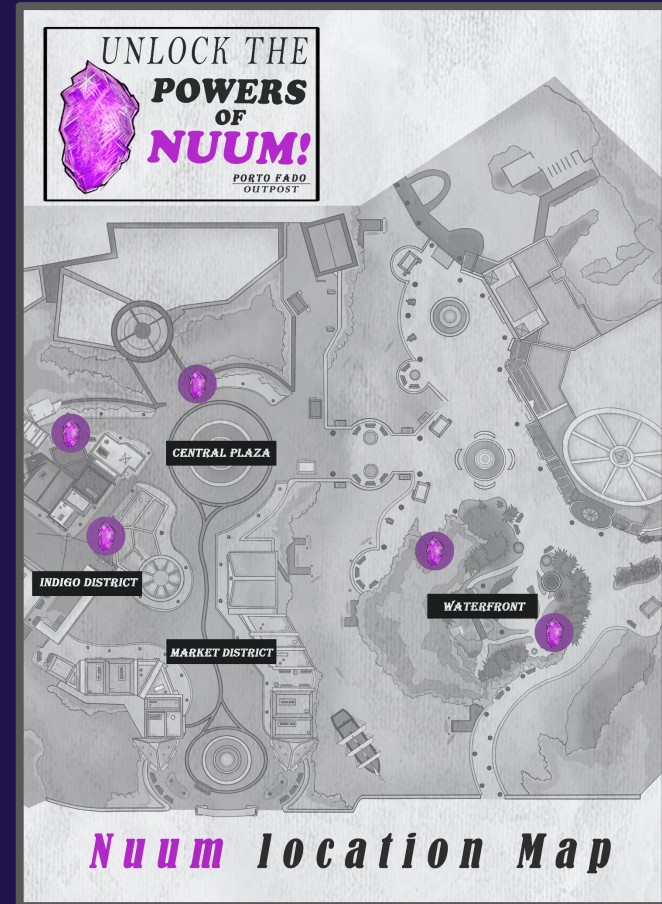 UNLOCK THE
POWERS
OF
NUUM!
PORTO FADO
OUTPOST
CENTRAL PLAZA
INDIGO DISTRICT
WATERFRONT
MARKET DISTRICT
Nuum location Map